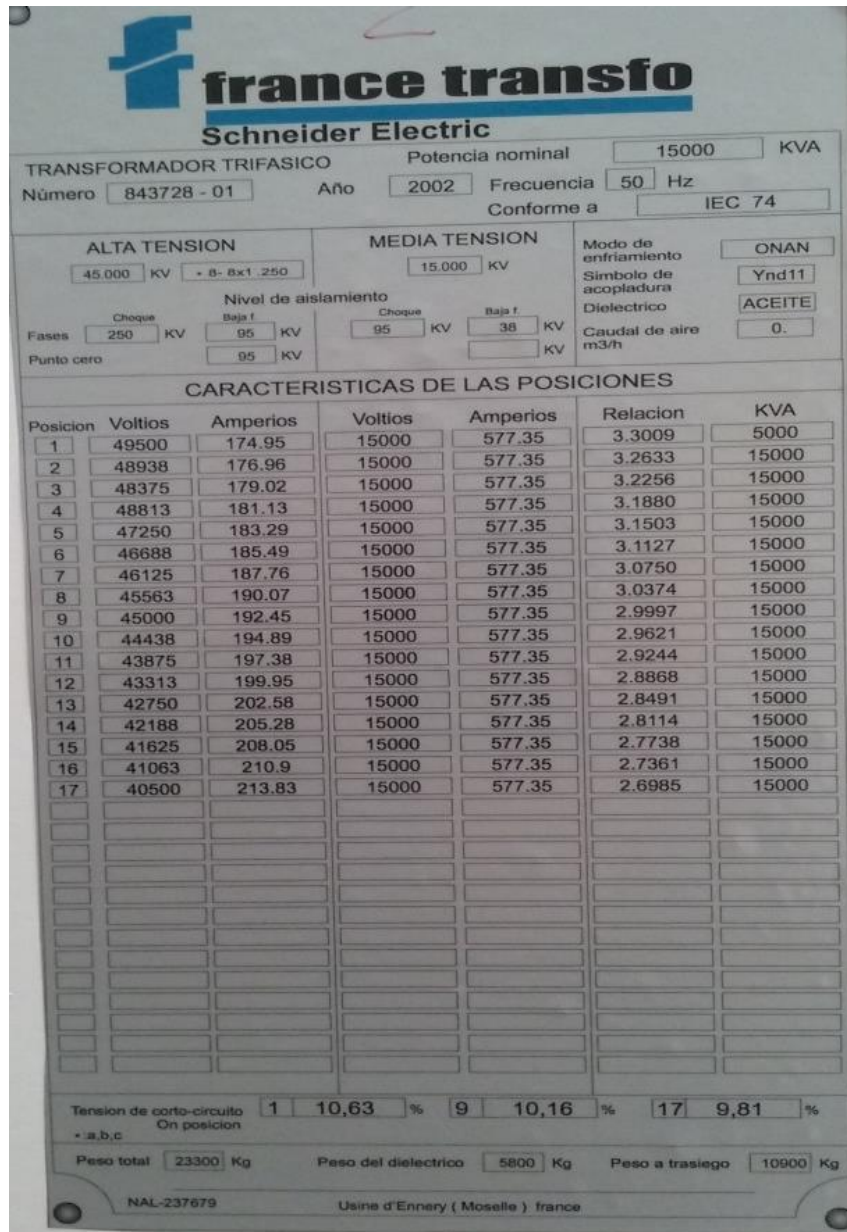 france transfo
Schneider Electric
TRANSFORMADOR TRIFASICO Potencia nominal 15000 KVA
Número 843728 - 01 Año 2002 Frecuencia 50 Hz
Conforme a IEC 74
ALTA TENSION MEDIA TENSION Modo de enfriamiento ONAN
45.000 KV + 8- 8x1 .250 15.000 KV Simbolo de acopladura Ynd11
Nivel de aislamiento Dielectrico ACEITE
Choque Baja f. Choque Baja f.
Fases 250 KV 95 KV 95 KV 38 KV Caudal de aire m3/h 0.
Punto cero 95 KV KV
CARACTERISTICAS DE LAS POSICIONES
Posicion Voltios Amperios Voltios Amperios Relacion KVA
1 49500 174.95 15000 577.35 3.3009 5000
2 48938 176.96 15000 577.35 3.2633 15000
3 48375 179.02 15000 577.35 3.2256 15000
4 48813 181.13 15000 577.35 3.1880 15000
5 47250 183.29 15000 577.35 3.1503 15000
6 46688 185.49 15000 577.35 3.1127 15000
7 46125 187.76 15000 577.35 3.0750 15000
8 45563 190.07 15000 577.35 3.0374 15000
9 45000 192.45 15000 577.35 2.9997 15000
10 44438 194.89 15000 577.35 2.9621 15000
11 43875 197.38 15000 577.35 2.9244 15000
12 43313 199.95 15000 577.35 2.8868 15000
13 42750 202.58 15000 577.35 2.8491 15000
14 42188 205.28 15000 577.35 2.8114 15000
15 41625 208.05 15000 577.35 2.7738 15000
16 41063 210.9 15000 577.35 2.7361 15000
17 40500 213.83 15000 577.35 2.6985 15000
Tension de corto-circuito 1 10,63 % 9 10,16 % 17 9,81 %
On posicion
• :a,b,c
Peso total 23300 Kg Peso del dielectrico 5800 Kg Peso a trasiego 10900 Kg
NAL-237679 Usine d'Ennery ( Moselle ) france